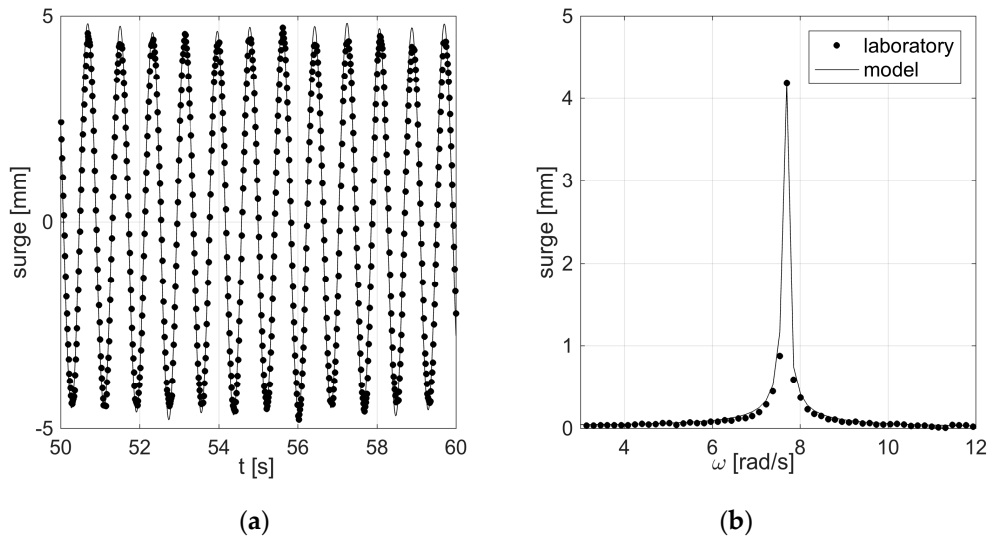 5
0
-5
surge [mm]
50
52
54
56
58
60
t [s]
(a)
5
4
3
2
1
0
surge [mm]
laboratory
model
4
6
8
10
12
ω [rad/s]
(b)